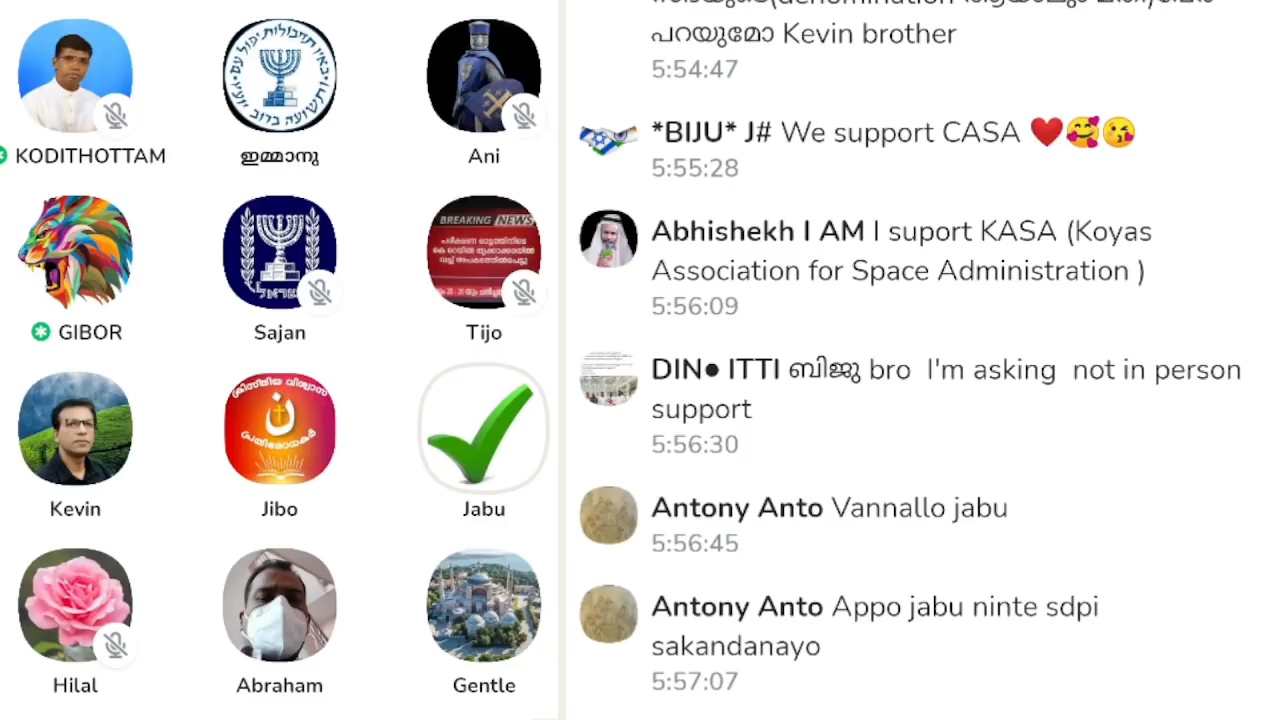 KODITHOTTAM
ഇമ്മാനു
Ani
GIBOR
Sajan
BREAKING NEWS
Tijo
Kevin
ക്രിസ്തീയ വിശ്വാസ
ن
Jibo
Jabu
Hilal
Abraham
Gentle
പറയുമോ Kevin brother
5:54:47
*BIJU* J# We support CASA ❤️🥰😘
5:55:28
Abhishekh I AM I suport KASA (Koyas
Association for Space Administration )
5:56:09
DIN● ITTI ബിജു bro I'm asking not in person
support
5:56:30
Antony Anto Vannallo jabu
5:56:45
Antony Anto Appo jabu ninte sdpi
sakandanayo
5:57:07